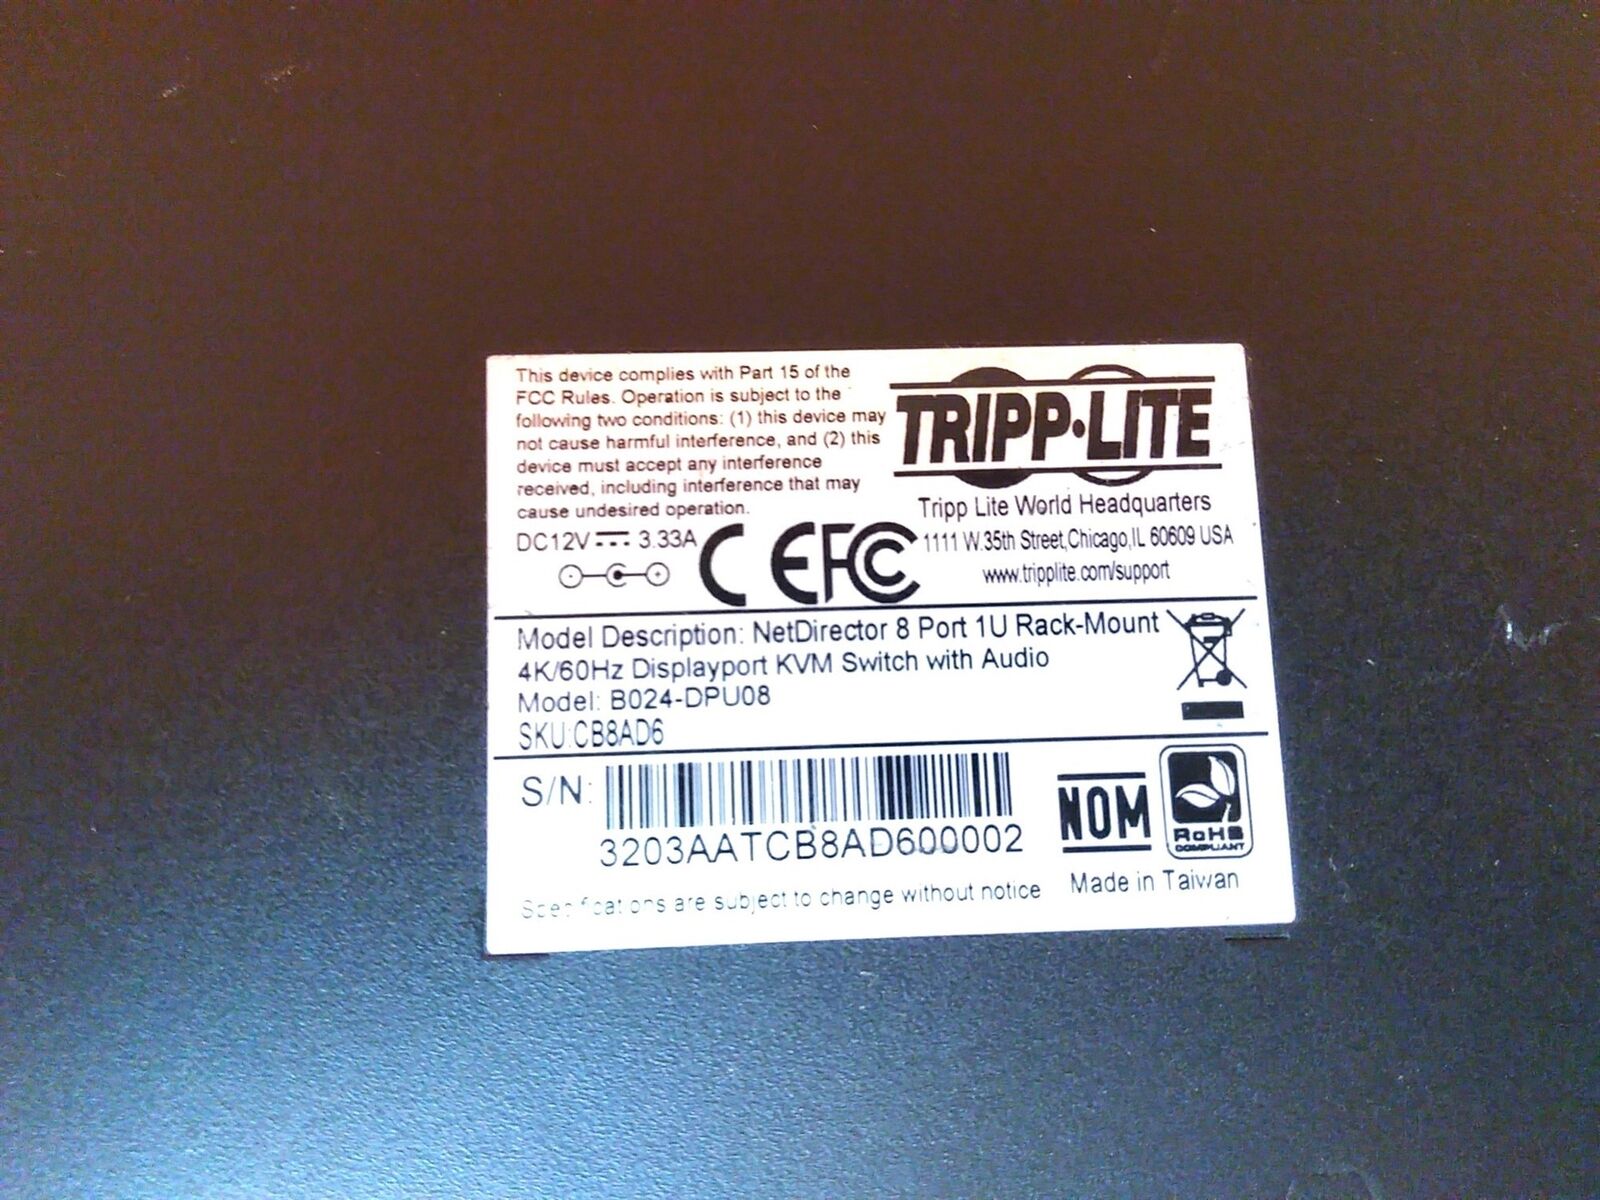 This device complies with Part 15 of the
FCC Rules. Operation is subject to the
following two conditions: (1) this device may
not cause harmful interference, and (2) this
device must accept any interference
received, including interference that may
cause undesired operation.
DC12V 3.33A
- +
CE FC
TRIPP·LITE
Tripp Lite World Headquarters
1111 W.35th Street,Chicago,IL 60609 USA
www.tripplite.com/support
Model Description: NetDirector 8 Port 1U Rack-Mount
4K/60Hz Displayport KVM Switch with Audio
Model: B024-DPU08
SKU:CB8AD6
S/N:
3203AATCB8AD600002
Specifications are subject to change without notice
NOM
RoHS
COMPLIANT
Made in Taiwan